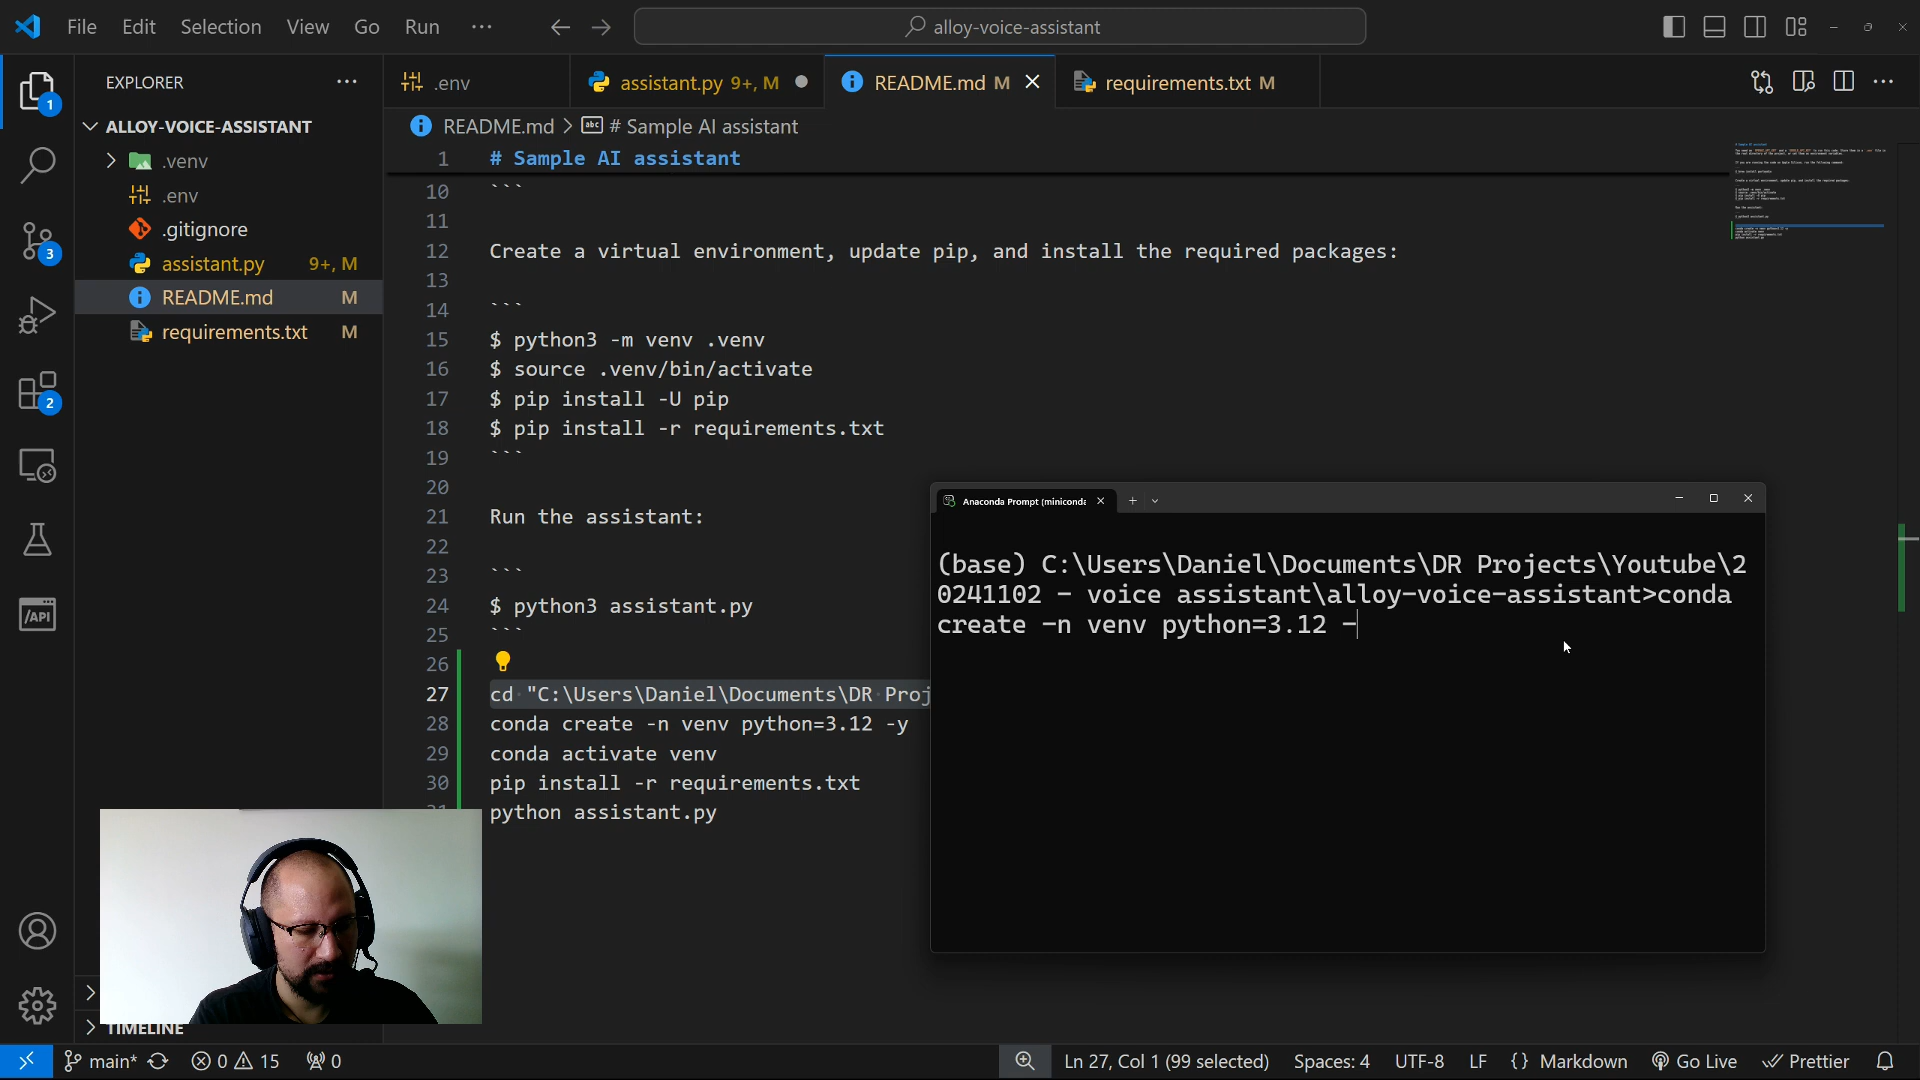 File Edit Selection View Go Run ···
alloy-voice-assistant
EXPLORER
ALLOY-VOICE-ASSISTANT
.venv
.env
.gitignore
assistant.py 9+, M
README.md M
requirements.txt M
TIMELINE
1
3
2
/API
.env
assistant.py 9+, M
README.md M
requirements.txt M
README.md > # Sample AI assistant
1 # Sample AI assistant
10 ```
11
12 Create a virtual environment, update pip, and install the required packages:
13
14 ```
15 $ python3 -m venv .venv
16 $ source .venv/bin/activate
17 $ pip install -U pip
18 $ pip install -r requirements.txt
19 ```
20
21 Run the assistant:
22
23 ```
24 $ python3 assistant.py
25 ```
26
27 cd "C:\Users\Daniel\Documents\DR Proj
28 conda create -n venv python=3.12 -y
29 conda activate venv
30 pip install -r requirements.txt
python assistant.py
Anaconda Prompt (miniconda
(base) C:\Users\Daniel\Documents\DR Projects\Youtube\2
0241102 - voice assistant\alloy-voice-assistant>conda
create -n venv python=3.12 -
main* 0 15 0
Ln 27, Col 1 (99 selected) Spaces: 4 UTF-8 LF {} Markdown Go Live Prettier